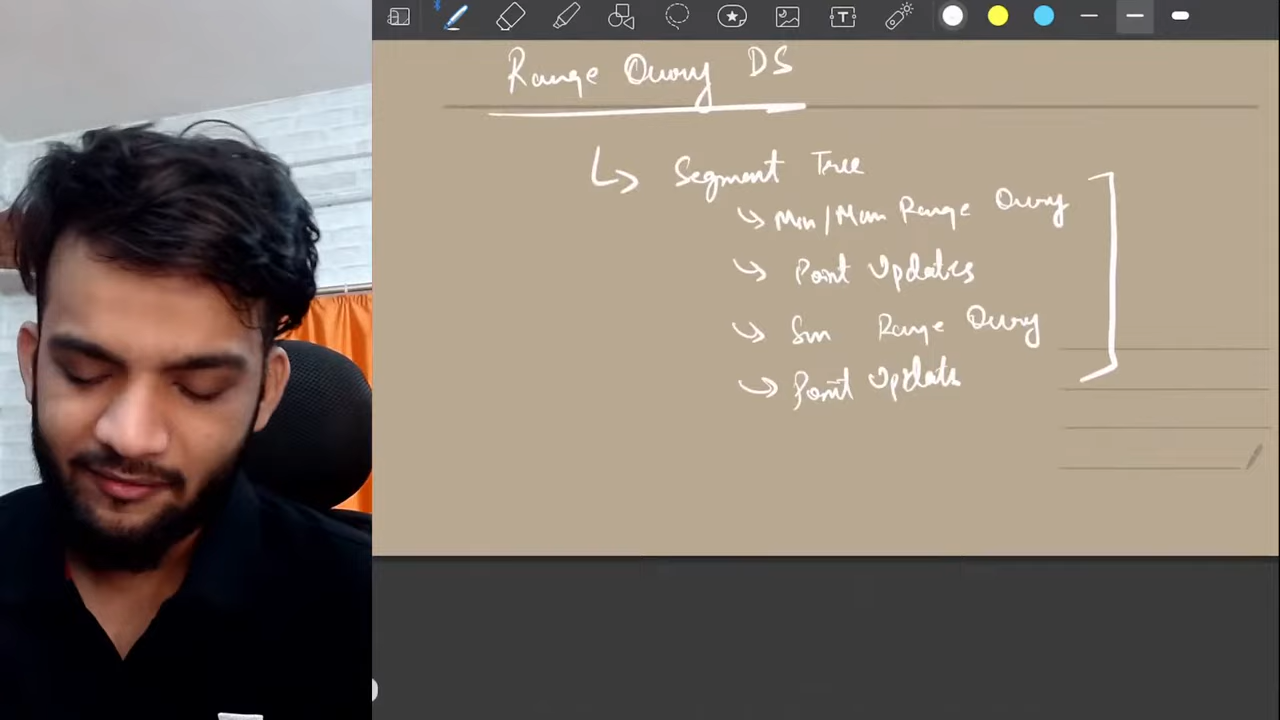 Range Query DS
Segment Tree
Min/Max Range Query
Point Updates
Sum Range Query
Point Update